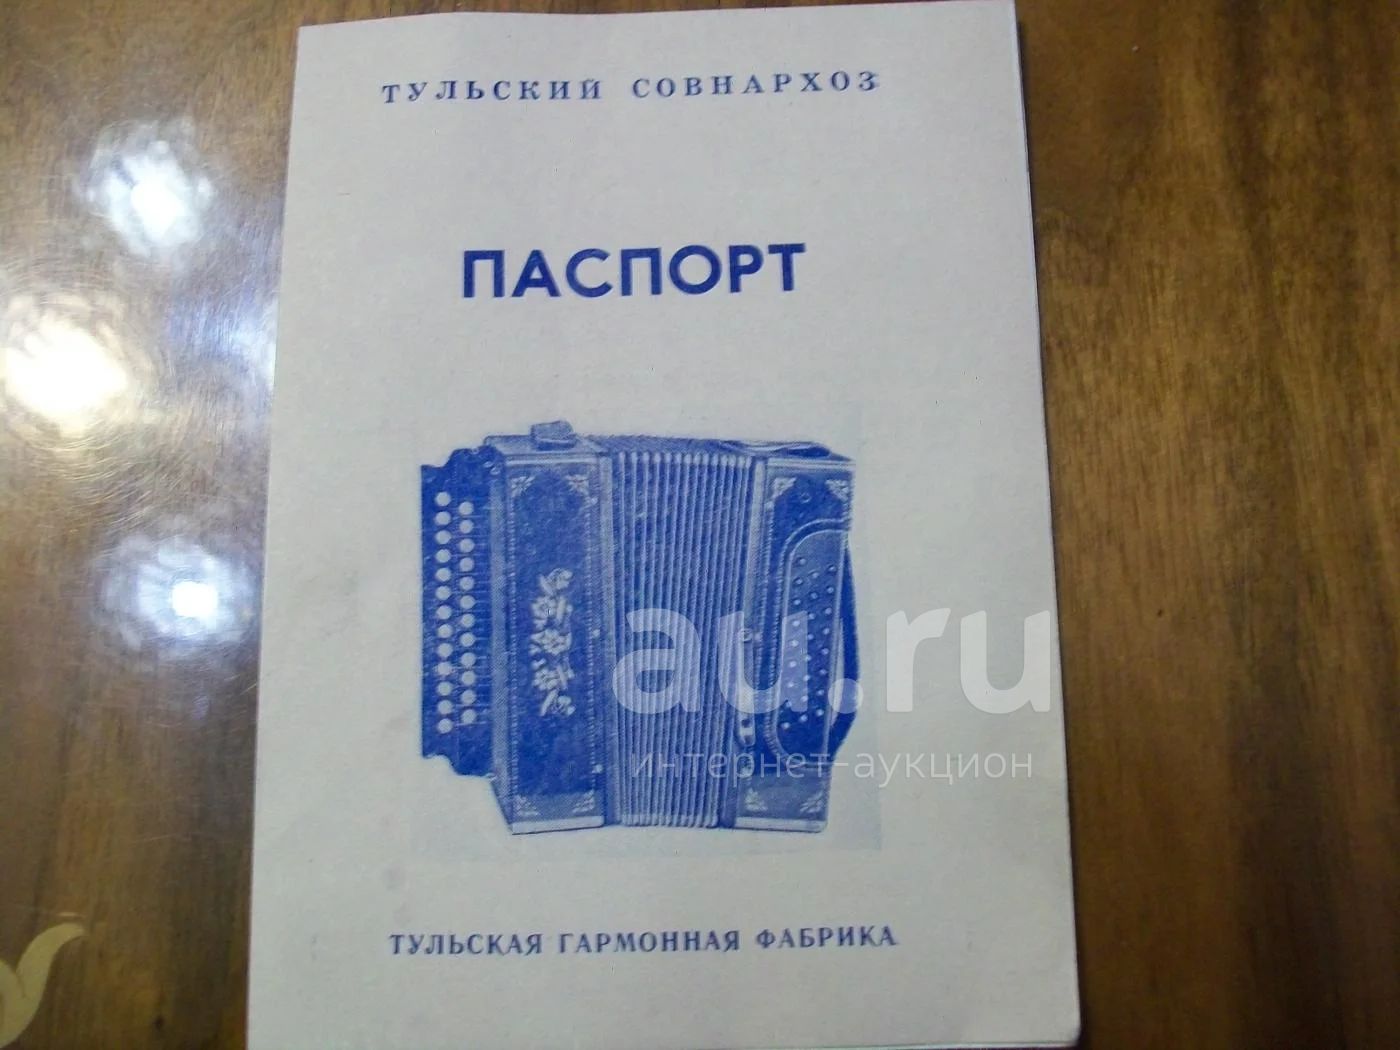 ТУЛЬСКИЙ СОВНАРХОЗ
ПАСПОРТ
au.ru
интернет-аукцион
ТУЛЬСКАЯ ГАРМОННАЯ ФАБРИКА